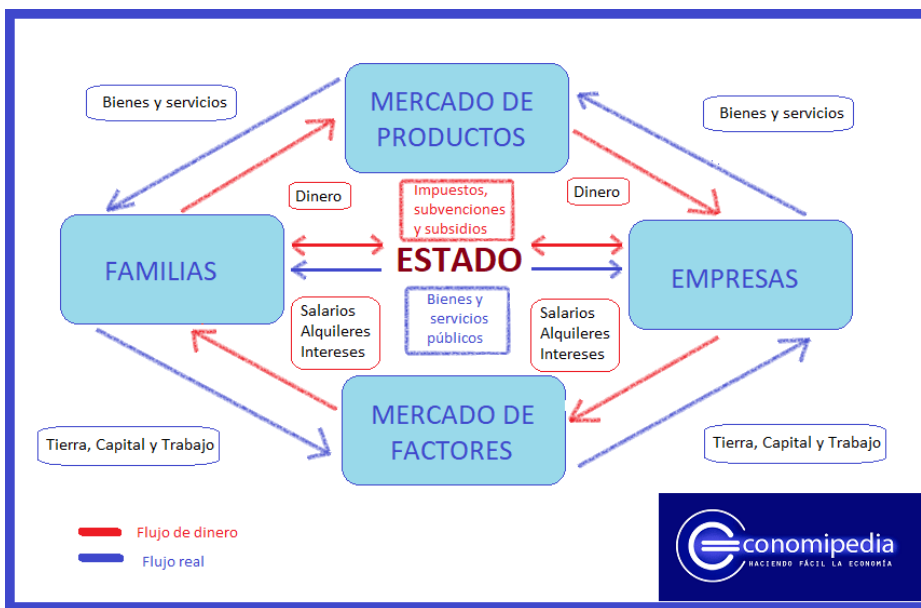 Bienes y servicios
MERCADO DE
PRODUCTOS
Bienes y servicios
Dinero
Impuestos,
subvenciones
y subsidios
Dinero
FAMILIAS
ESTADO
EMPRESAS
Salarios
Alquileres
Intereses
Bienes y
servicios
públicos
Salarios
Alquileres
Intereses
MERCADO DE
FACTORES
Tierra, Capital y Trabajo
Tierra, Capital y Trabajo
Flujo de dinero
Flujo real
economipedia
HACIENDO FÁCIL LA ECONOMÍA